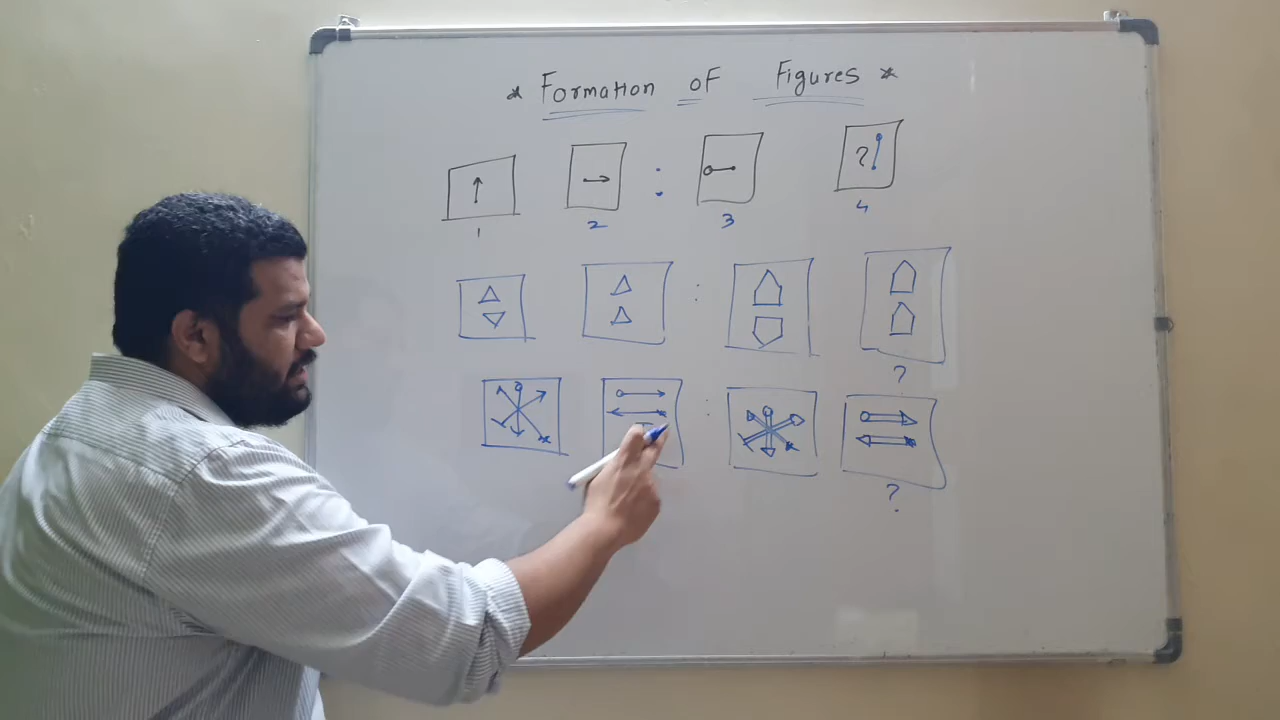 * Formation of Figures *
? :
1 2 3 4
:
?
:
?